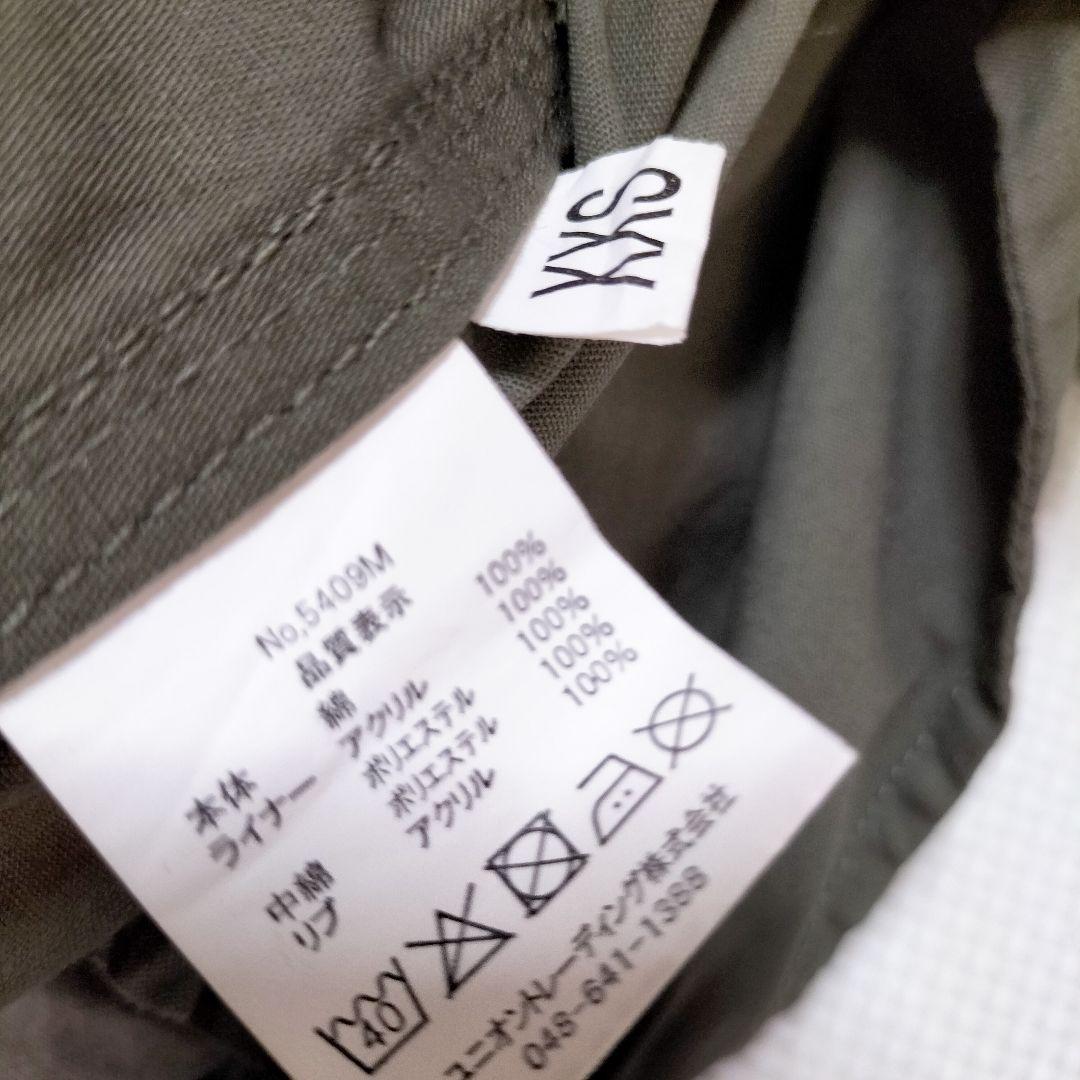 KXS
No,5409M
品質表示
本体 綿 100%
ライナー アクリル 100%
ポリエステル 100%
中綿 ポリエステル 100%
リブ アクリル 100%
40
ユニオントレーディング株式会社
048-641-1388